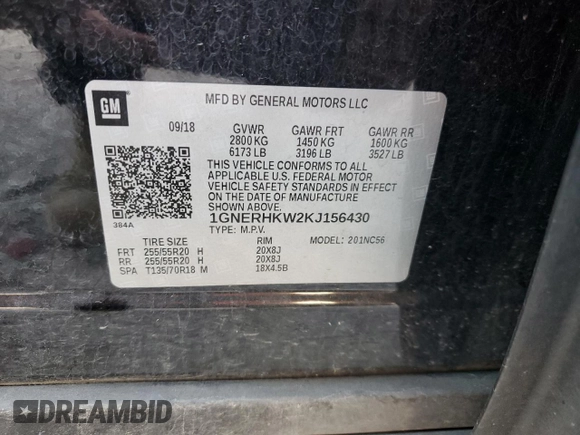 GM
MFD BY GENERAL MOTORS LLC
09/18 GVWR GAWR FRT GAWR RR
2800 KG 1450 KG 1600 KG
6173 LB 3196 LB 3527 LB
THIS VEHICLE CONFORMS TO ALL
APPLICABLE U.S. FEDERAL MOTOR
VEHICLE SAFETY STANDARDS IN EFFECT
ON THE DATE OF MANUFACTURE
SHOWN ABOVE.
384A
1GNERHKW2KJ156430
TYPE: M.P.V. MODEL: 201NC56
TIRE SIZE RIM
FRT 255/55R20 H 20X8J
RR 255/55R20 H 20X8J
SPA T135/70R18 M 18X4.5B
DREAMBID